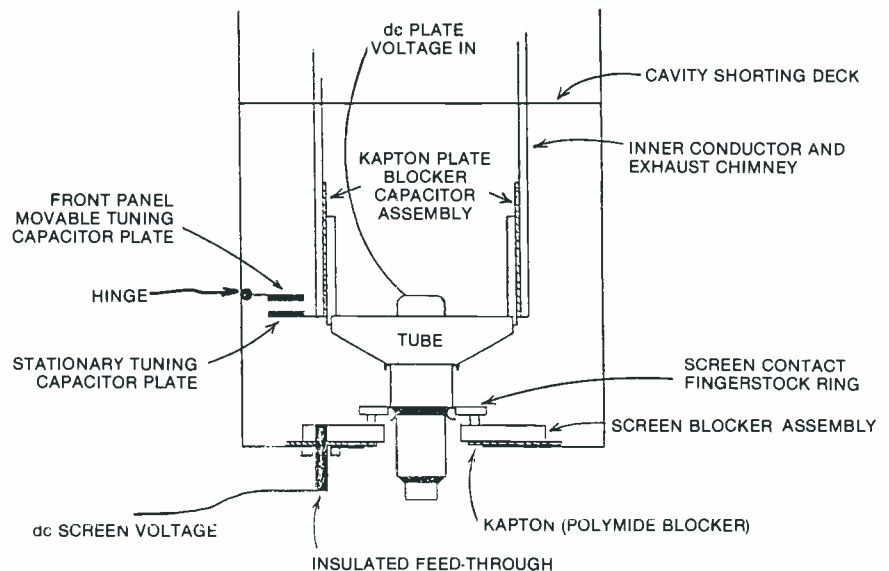 dc PLATE
VOLTAGE IN
CAVITY SHORTING DECK
INNER CONDUCTOR AND
EXHAUST CHIMNEY
KAPTON PLATE
BLOCKER
CAPACITOR
ASSEMBLY
FRONT PANEL
MOVABLE TUNING
CAPACITOR PLATE
HINGE
TUBE
STATIONARY TUNING
CAPACITOR PLATE
SCREEN CONTACT
FINGERSTOCK RING
SCREEN BLOCKER ASSEMBLY
KAPTON (POLYMIDE BLOCKER)
dc SCREEN VOLTAGE
INSULATED FEED-THROUGH